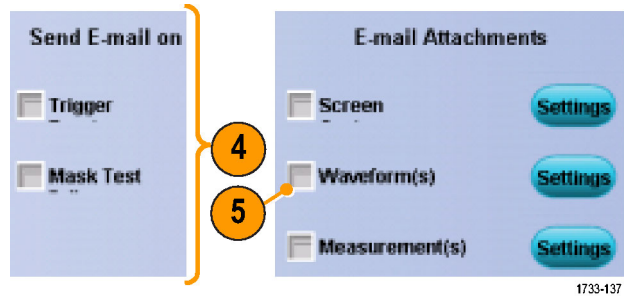 Send E-mail on
Trigger
Mask Test
4
5
E-mail Attachments
Screen
Settings
Waveform(s)
Settings
Measurement(s)
Settings
1733-137